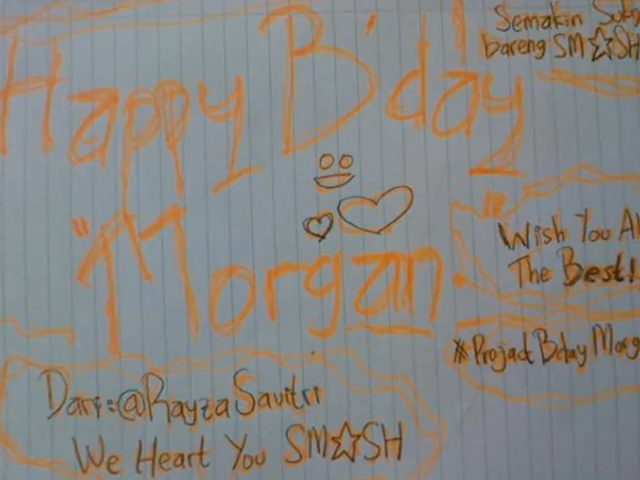 Semakin
bareng SM☆SH
Happy B'day
"Morgan"
Wish You
The Best!
*Projact Bday
Dari:@RayzaSavitri
We Heart You SM☆SH